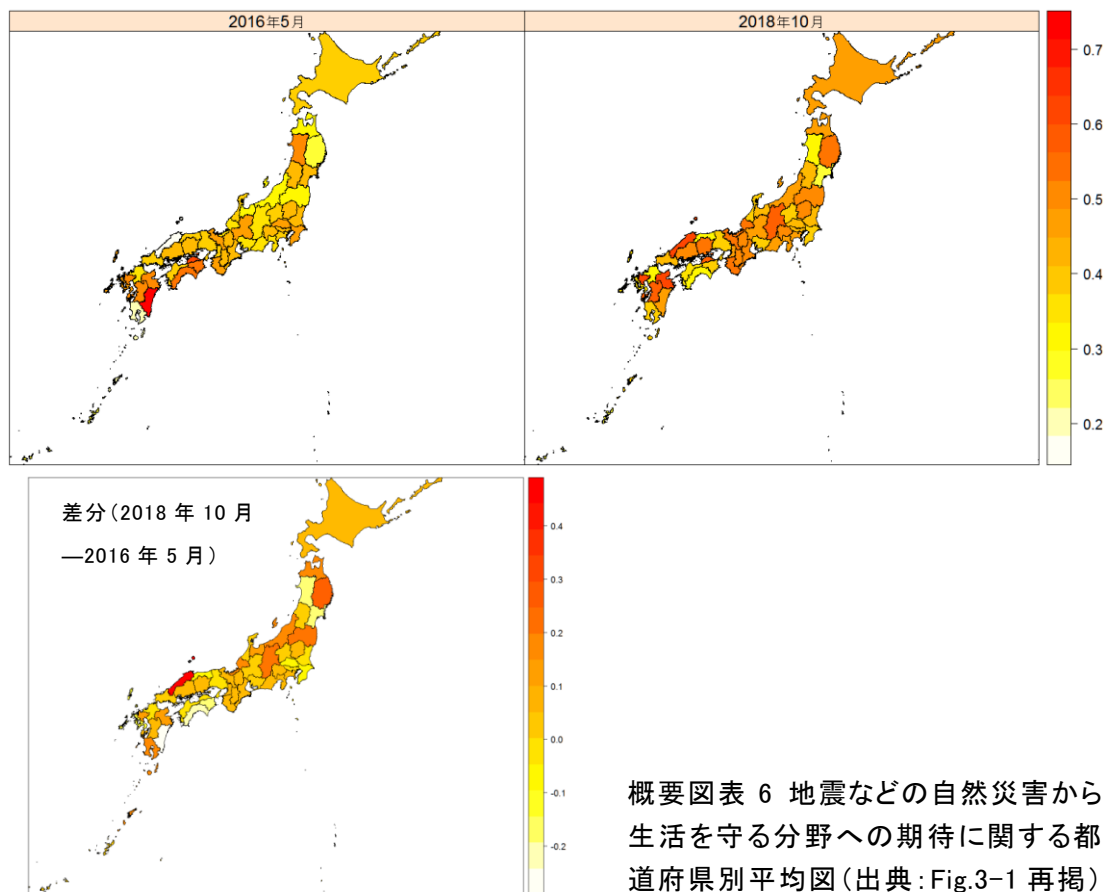 2016年5月
2018年10月
0.7
0.6
0.5
0.4
0.3
0.2
差分(2018 年 10 月
―2016 年 5 月)
0.4
0.3
0.2
0.1
0.0
-0.1
-0.2
概要図表 6 地震などの自然災害から
生活を守る分野への期待に関する都
道府県別平均図(出典:Fig.3-1 再掲)